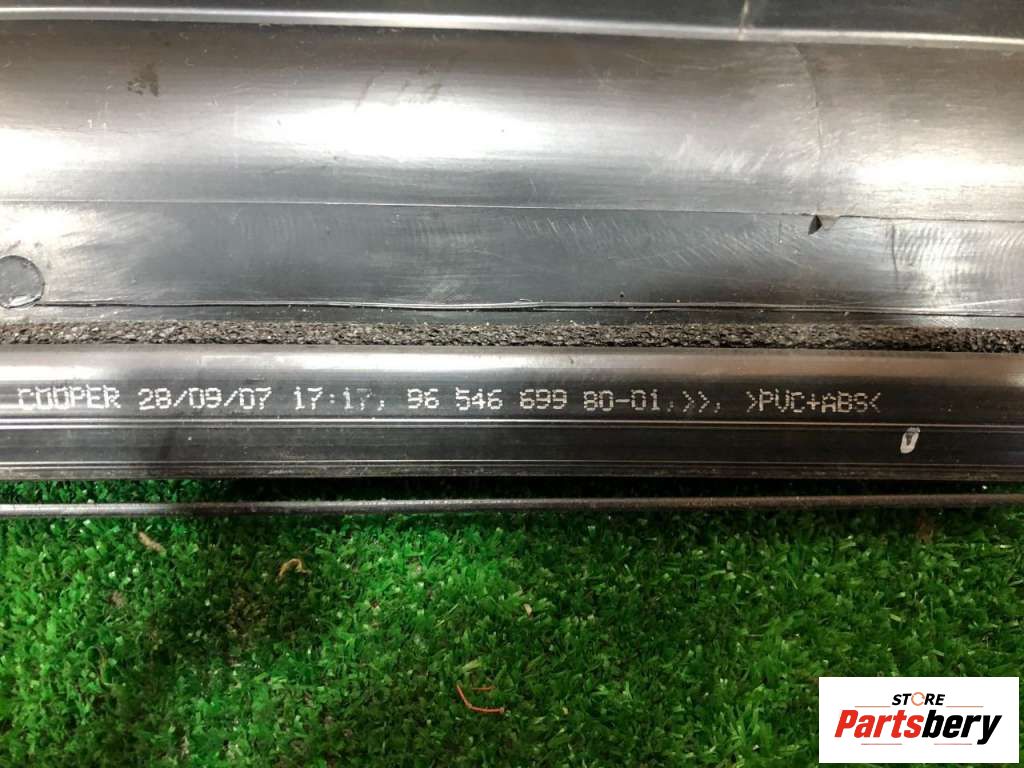 COOPER 28/09/07 17:17, 96 546 699 80-01,>>, >PVC+ABS<
STORE
Partsbery